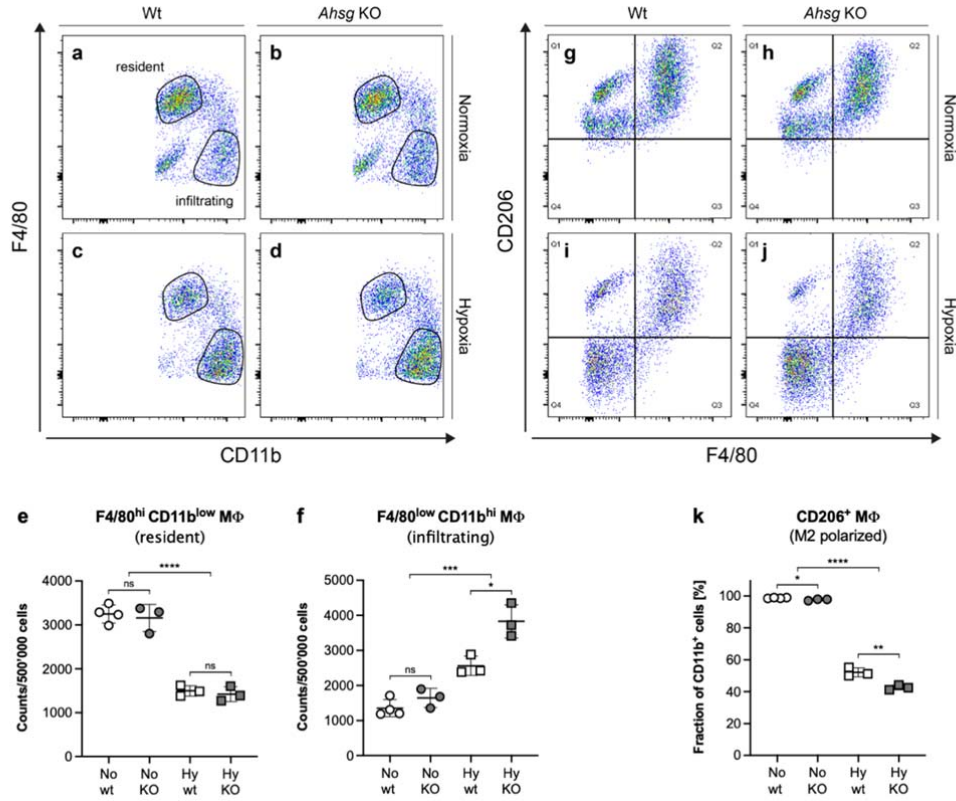 Wt
Ahsg KO
Wt
Ahsg KO
a
resident
infiltrating
b
Normoxia
c
d
Hypoxia
F4/80
CD11b
g
Q1
Q2
Q4
Q3
h
Q1
Q2
Q4
Q3
Normoxia
i
Q1
Q2
Q4
Q3
j
Q1
Q2
Q4
Q3
Hypoxia
CD206
F4/80
e
F4/80hi CD11blow MΦ
(resident)
Counts/500'000 cells
4000
3000
2000
1000
0
ns
****
ns
No wt
No KO
Hy wt
Hy KO
f
F4/80low CD11bhi MΦ
(infiltrating)
Counts/500'000 cells
5000
4000
3000
2000
1000
0
ns
***
*
No wt
No KO
Hy wt
Hy KO
k
CD206+ MΦ
(M2 polarized)
Fraction of CD11b+ cells [%]
100
80
60
40
20
0
*
****
**
No wt
No KO
Hy wt
Hy KO